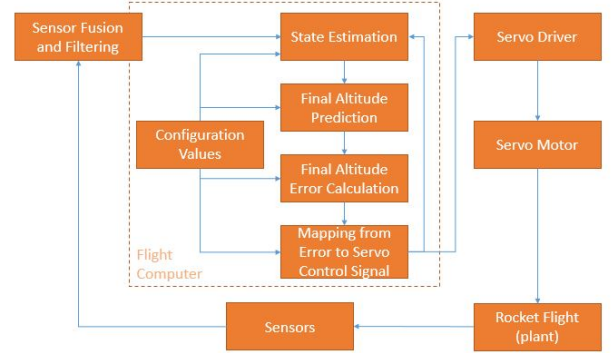 Sensor Fusion
and Filtering
State Estimation
Servo Driver
Final Altitude
Prediction
Configuration
Values
Servo Motor
Final Altitude
Error Calculation
Mapping from
Error to Servo
Control Signal
Flight
Computer
Sensors
Rocket Flight
(plant)